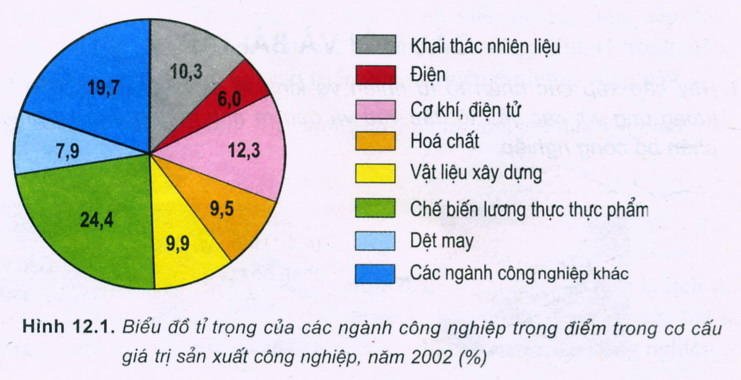 10,3
6,0
12,3
9,5
9,9
24,4
7,9
19,7
Khai thác nhiên liệu
Điện
Cơ khí, điện tử
Hoá chất
Vật liệu xây dựng
Chế biến lương thực thực phẩm
Dệt may
Các ngành công nghiệp khác
Hình 12.1. Biểu đồ tỉ trọng của các ngành công nghiệp trọng điểm trong cơ cấu
giá trị sản xuất công nghiệp, năm 2002 (%)